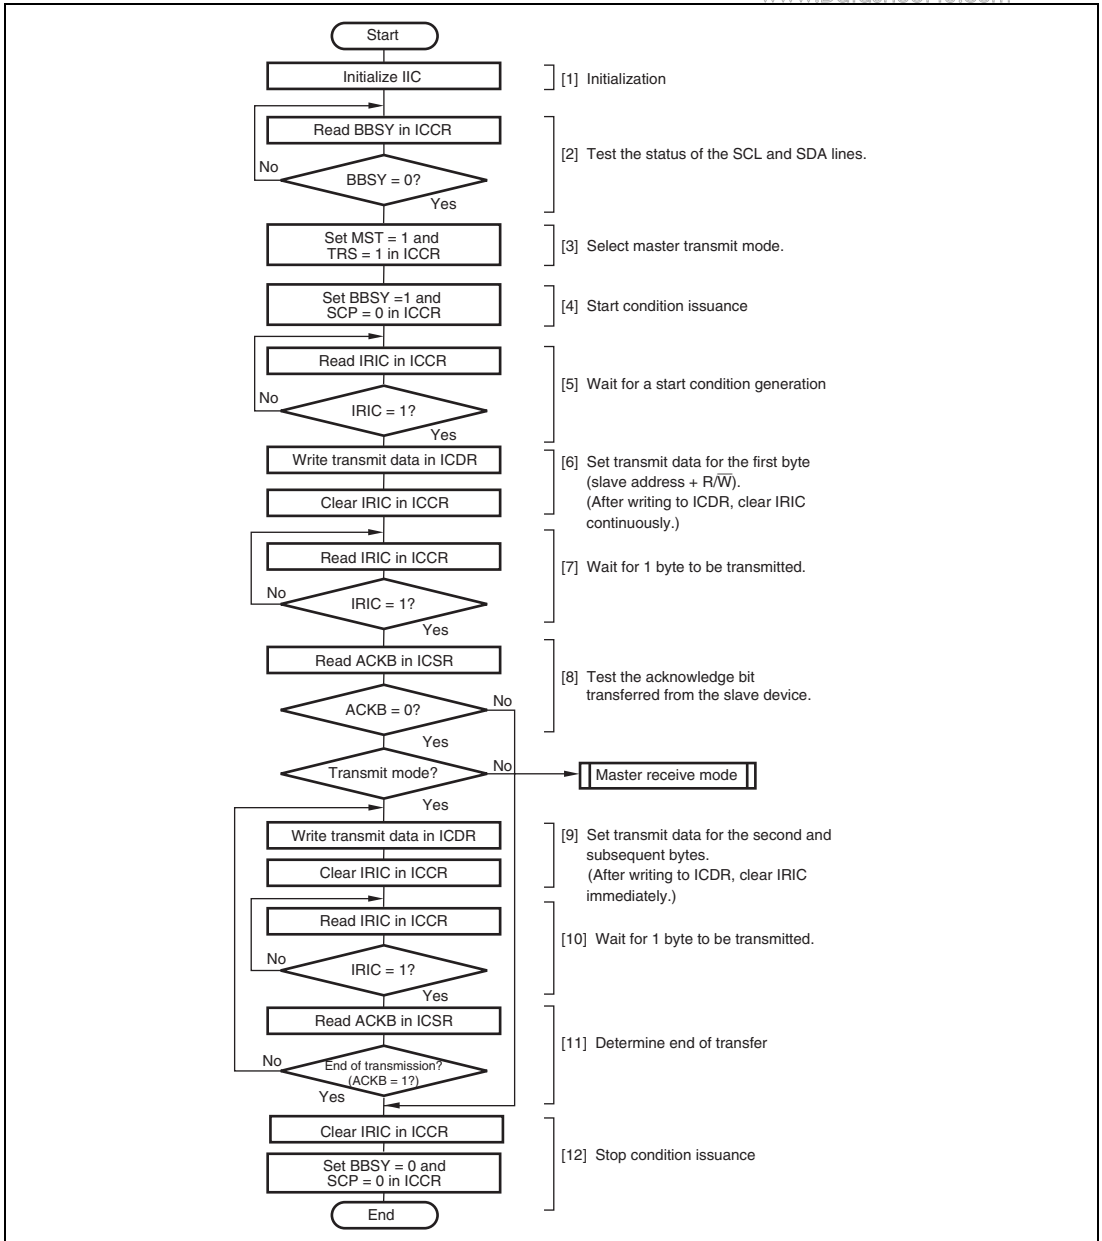 Start
Initialize IIC
[1] Initialization
Read BBSY in ICCR
[2] Test the status of the SCL and SDA lines.
No
BBSY = 0?
Yes
Set MST = 1 and
TRS = 1 in ICCR
[3] Select master transmit mode.
Set BBSY =1 and
SCP = 0 in ICCR
[4] Start condition issuance
Read IRIC in ICCR
[5] Wait for a start condition generation
No
IRIC = 1?
Yes
Write transmit data in ICDR
[6] Set transmit data for the first byte
(slave address + R/W̅).
(After writing to ICDR, clear IRIC
continuously.)
Clear IRIC in ICCR
Read IRIC in ICCR
[7] Wait for 1 byte to be transmitted.
No
IRIC = 1?
Yes
Read ACKB in ICSR
[8] Test the acknowledge bit
transferred from the slave device.
ACKB = 0?
No
Yes
Transmit mode?
No
Master receive mode
Yes
Write transmit data in ICDR
[9] Set transmit data for the second and
subsequent bytes.
(After writing to ICDR, clear IRIC
immediately.)
Clear IRIC in ICCR
Read IRIC in ICCR
[10] Wait for 1 byte to be transmitted.
No
IRIC = 1?
Yes
Read ACKB in ICSR
[11] Determine end of transfer
No
End of transmission?
(ACKB = 1?)
Yes
Clear IRIC in ICCR
[12] Stop condition issuance
Set BBSY = 0 and
SCP = 0 in ICCR
End